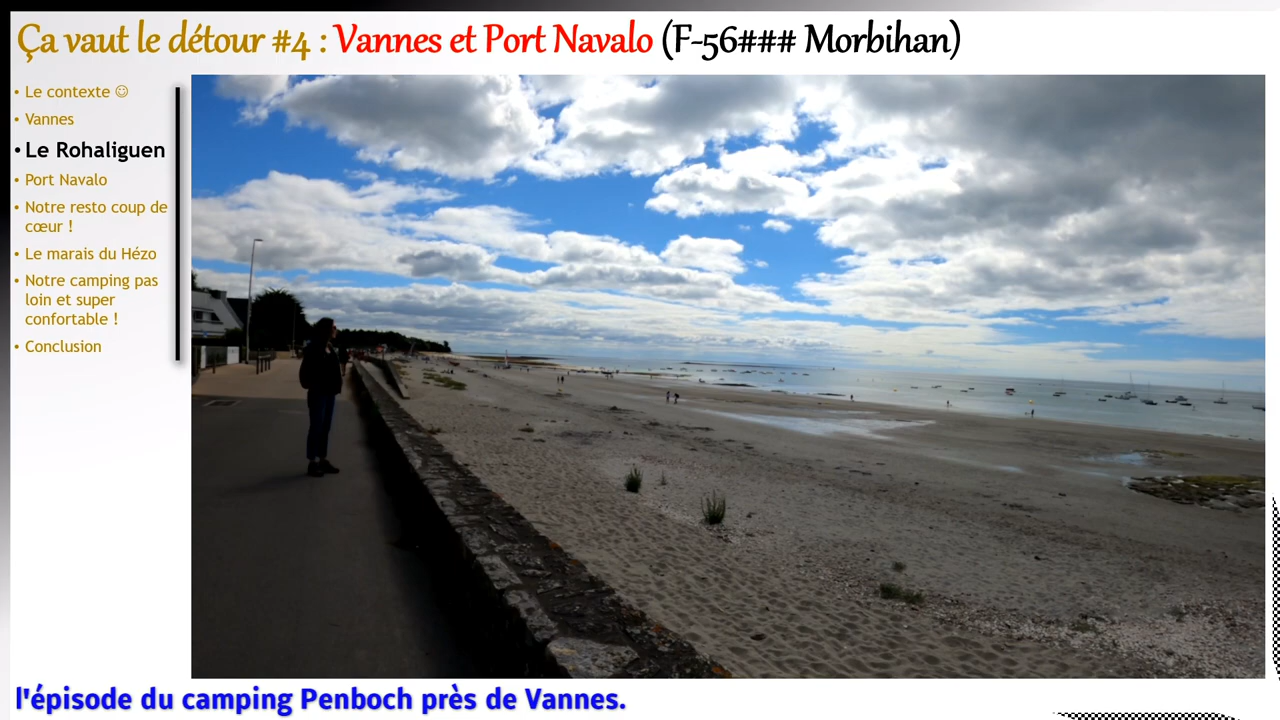 Ça vaut le détour #4 : Vannes et Port Navalo (F-56### Morbihan)
• Le contexte ☺
• Vannes
• Le Rohaliguen
• Port Navalo
• Notre resto coup de
cœur !
• Le marais du Hézo
• Notre camping pas
loin et super
confortable !
• Conclusion
l'épisode du camping Penboch près de Vannes.